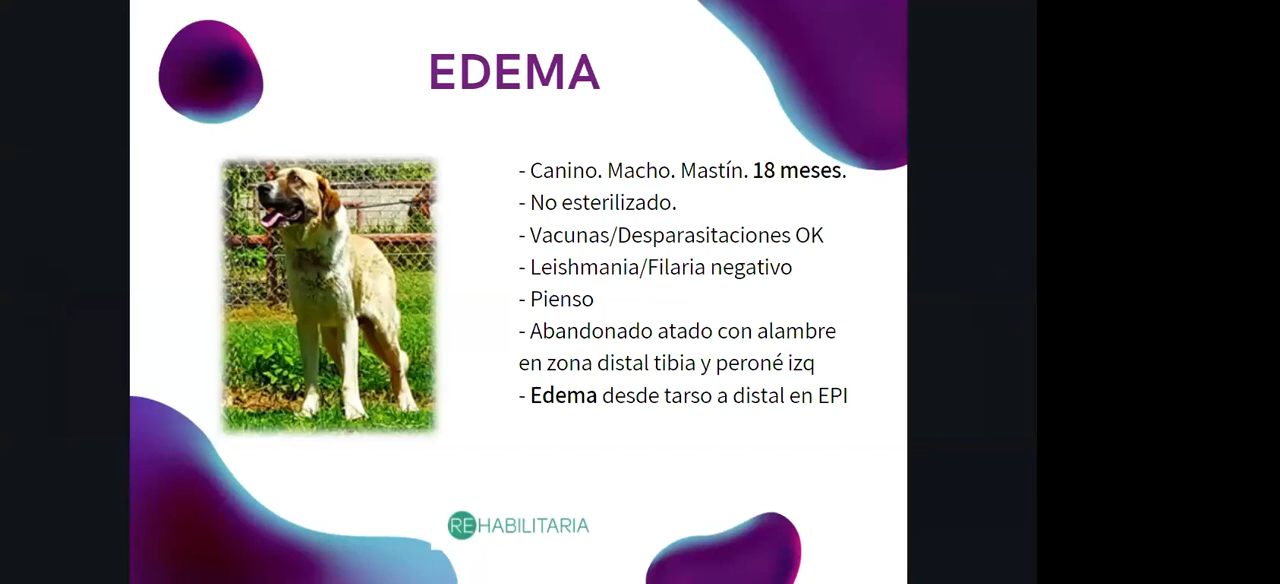 EDEMA
- Canino. Macho. Mastín. 18 meses.
- No esterilizado.
- Vacunas/Desparasitaciones OK
- Leishmania/Filaria negativo
- Pienso
- Abandonado atado con alambre
en zona distal tibia y peroné izq
- Edema desde tarso a distal en EPI
REHABILITARIA